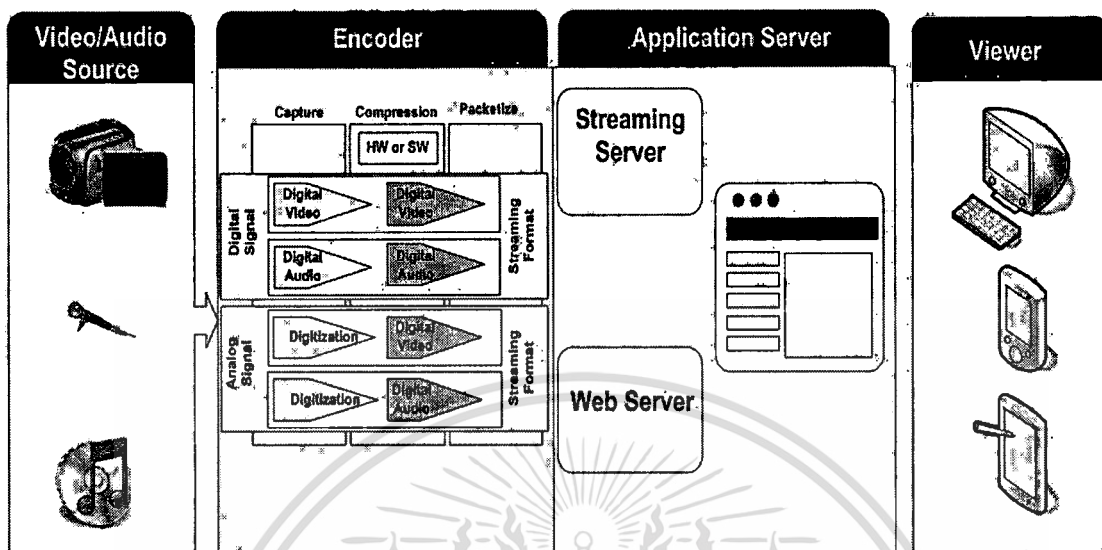 Video/Audio
Source
Encoder
Application Server
Viewer
Capture
Compression
Packetize
HW or SW
Digital
Signal
Digital
Video
Digital
Video
Digital
Audio
Digital
Audio
Streaming
Format
Analog
Signal
Digitization
Digital
Video
Digitization
Digital
Audio
Streaming
Format
Streaming
Server
Web Server